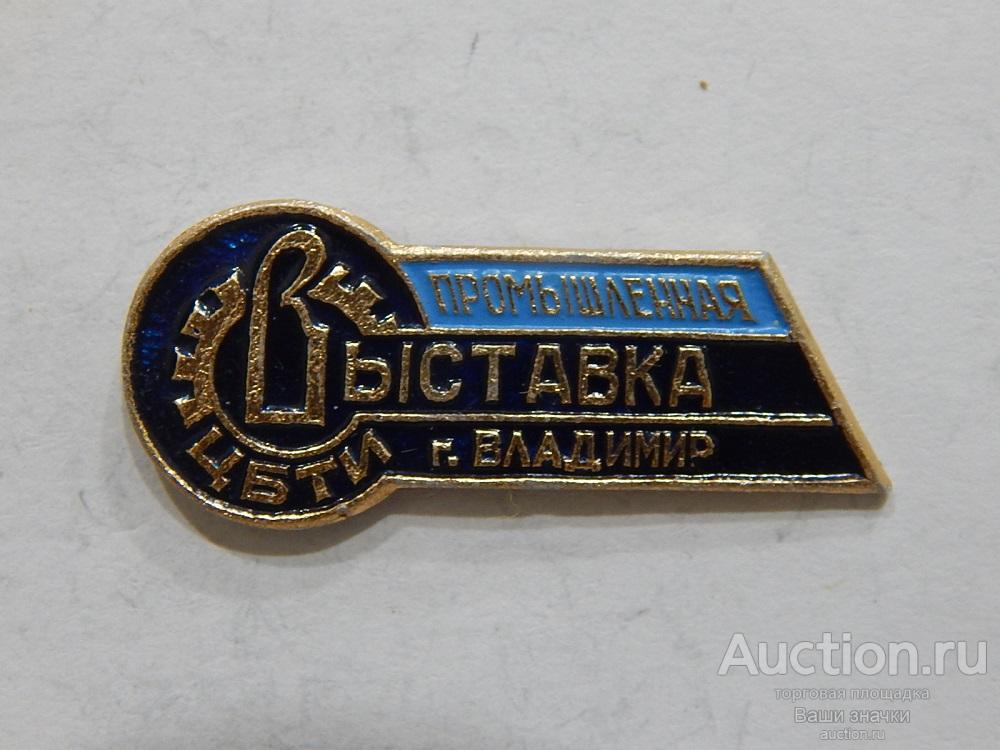 ПРОМЫШЛЕННАЯ
ВЫСТАВКА
ЦБТИ г. ВЛАДИМИР
Auction.ru
торговая площадка
Ваши значки
auction.ru